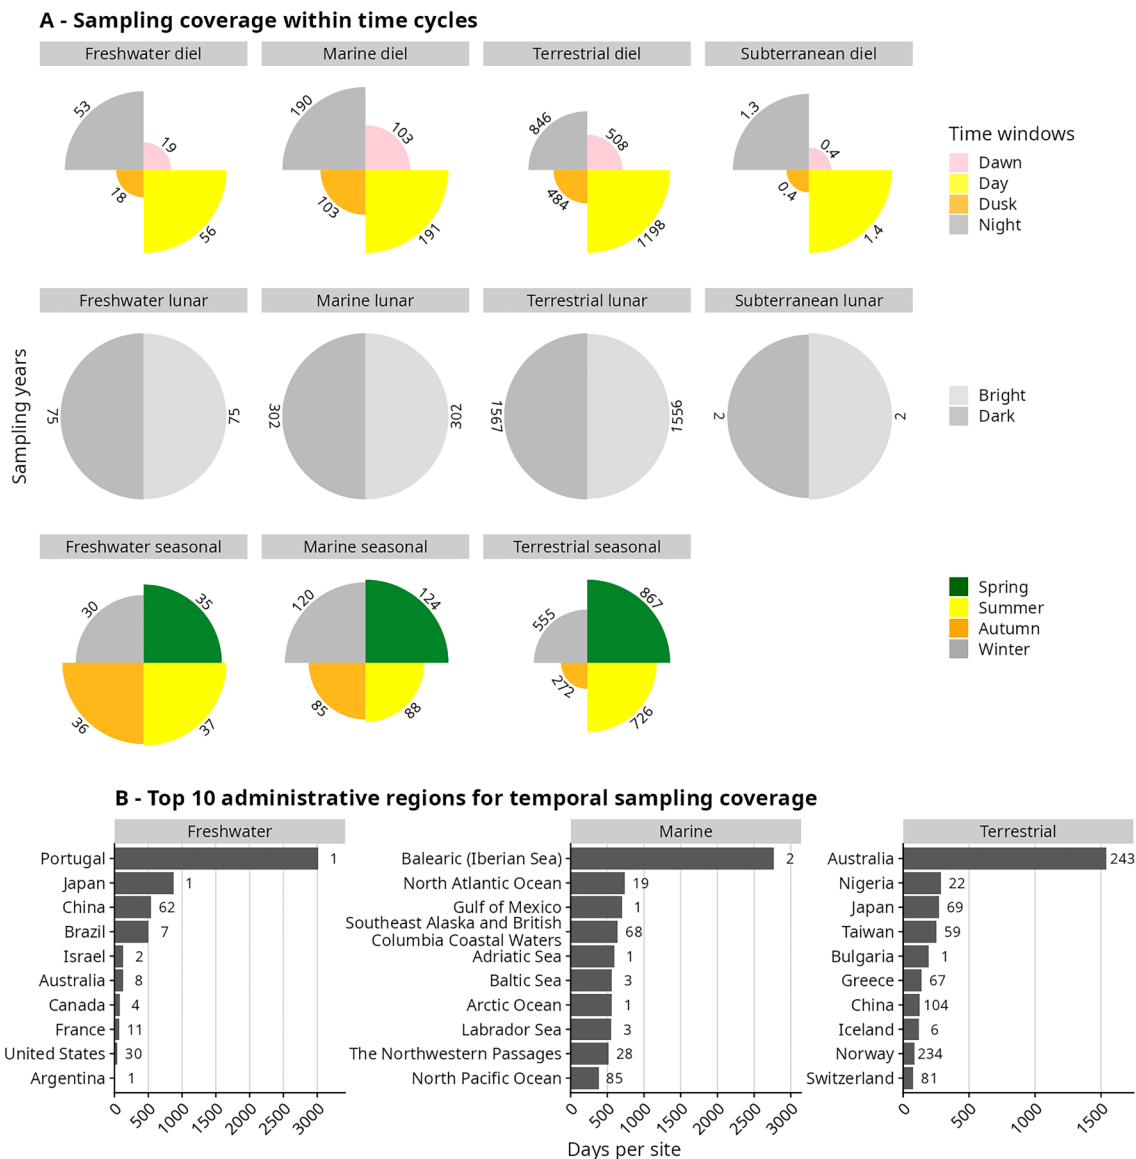 A - Sampling coverage within time cycles
Freshwater diel
Marine diel
Terrestrial diel
Subterranean diel
53
19
18
56
190
103
103
191
846
508
484
1198
1.3
0.4
0.4
1.4
Time windows
Dawn
Day
Dusk
Night
Sampling years
Freshwater lunar
Marine lunar
Terrestrial lunar
Subterranean lunar
75
75
302
302
1567
1556
2
2
Bright
Dark
Freshwater seasonal
Marine seasonal
Terrestrial seasonal
30
35
36
37
120
124
85
88
555
867
272
726
Spring
Summer
Autumn
Winter
B - Top 10 administrative regions for temporal sampling coverage
Freshwater
Portugal 1
Japan 1
China 62
Brazil 7
Israel 2
Australia 8
Canada 4
France 11
United States 30
Argentina 1
0 500 1000 1500 2000 2500 3000
Marine
Balearic (Iberian Sea) 2
North Atlantic Ocean 19
Gulf of Mexico 1
Southeast Alaska and British
Columbia Coastal Waters 68
Adriatic Sea 1
Baltic Sea 3
Arctic Ocean 1
Labrador Sea 3
The Northwestern Passages 28
North Pacific Ocean 85
0 500 1000 1500 2000 2500 3000
Terrestrial
Australia 243
Nigeria 22
Japan 69
Taiwan 59
Bulgaria 1
Greece 67
China 104
Iceland 6
Norway 234
Switzerland 81
0 500 1000 1500
Days per site